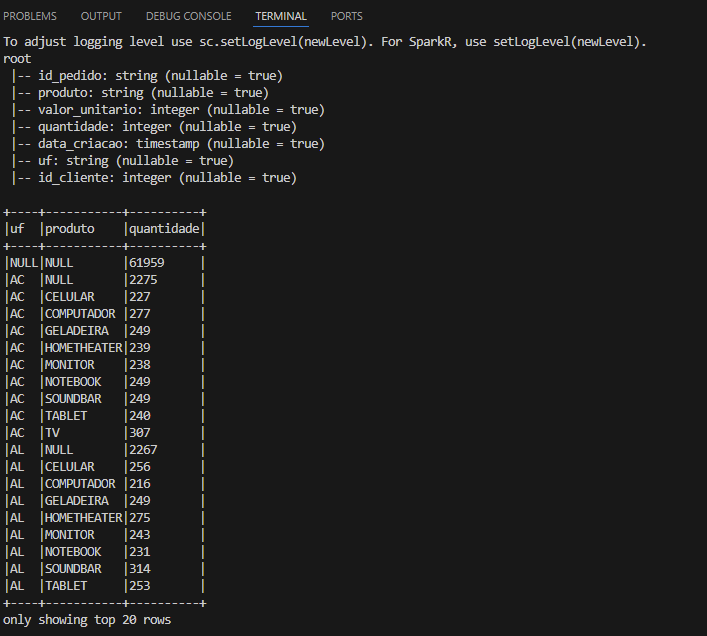 PROBLEMS OUTPUT DEBUG CONSOLE TERMINAL PORTS
To adjust logging level use sc.setLogLevel(newLevel). For SparkR, use setLogLevel(newLevel).
root
 |-- id_pedido: string (nullable = true)
 |-- produto: string (nullable = true)
 |-- valor_unitario: integer (nullable = true)
 |-- quantidade: integer (nullable = true)
 |-- data_criacao: timestamp (nullable = true)
 |-- uf: string (nullable = true)
 |-- id_cliente: integer (nullable = true)

+----+-----------+----------+
|uf  |produto    |quantidade|
+----+-----------+----------+
|NULL|NULL       |61959     |
|AC  |NULL       |2275      |
|AC  |CELULAR    |227       |
|AC  |COMPUTADOR |277       |
|AC  |GELADEIRA  |249       |
|AC  |HOMETHEATER|239       |
|AC  |MONITOR    |238       |
|AC  |NOTEBOOK   |249       |
|AC  |SOUNDBAR   |249       |
|AC  |TABLET     |240       |
|AC  |TV         |307       |
|AL  |NULL       |2267      |
|AL  |CELULAR    |256       |
|AL  |COMPUTADOR |216       |
|AL  |GELADEIRA  |249       |
|AL  |HOMETHEATER|275       |
|AL  |MONITOR    |243       |
|AL  |NOTEBOOK   |231       |
|AL  |SOUNDBAR   |314       |
|AL  |TABLET     |253       |
+----+-----------+----------+
only showing top 20 rows